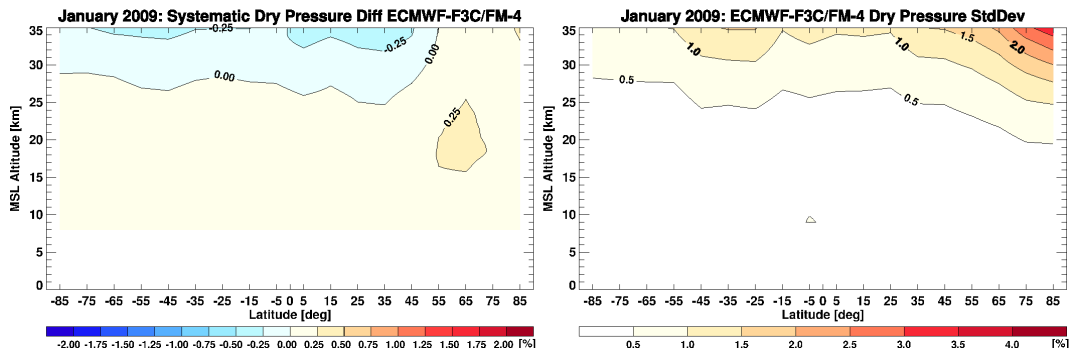 January 2009: Systematic Dry Pressure Diff ECMWF-F3C/FM-4
MSL Altitude [km]
35
30
25
20
15
10
5
0
-0.25
-0.25
0.00
0.00
0.25
-85 -75 -65 -55 -45 -35 -25 -15 -5 0 5 15 25 35 45 55 65 75 85
Latitude [deg]
-2.00 -1.75 -1.50 -1.25 -1.00 -0.75 -0.50 -0.25 0.00 0.25 0.50 0.75 1.00 1.25 1.50 1.75 2.00 [%]
January 2009: ECMWF-F3C/FM-4 Dry Pressure StdDev
MSL Altitude [km]
35
30
25
20
15
10
5
0
1.0
1.0
1.5
2.0
0.5
0.5
-85 -75 -65 -55 -45 -35 -25 -15 -5 0 5 15 25 35 45 55 65 75 85
Latitude [deg]
0.5 1.0 1.5 2.0 2.5 3.0 3.5 4.0 [%]